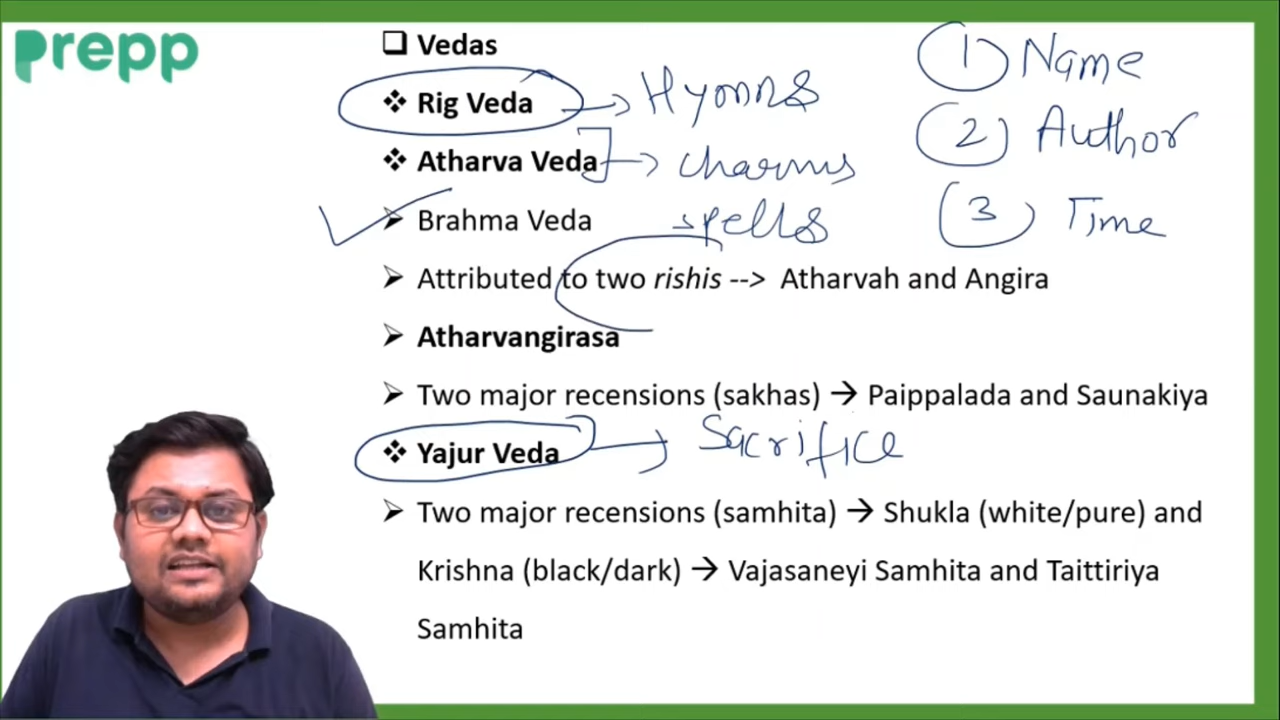 prepp
❑ Vedas
❖ Rig Veda → Hymns
❖ Atharva Veda → charms
➢ Brahma Veda spells
➢ Attributed to two rishis --> Atharvah and Angira
➢ Atharvangirasa
➢ Two major recensions (sakhas) → Paippalada and Saunakiya
❖ Yajur Veda → Sacrifice
➢ Two major recensions (samhita) → Shukla (white/pure) and
Krishna (black/dark) → Vajasaneyi Samhita and Taittiriya
Samhita
1 Name
2 Author
3 Time